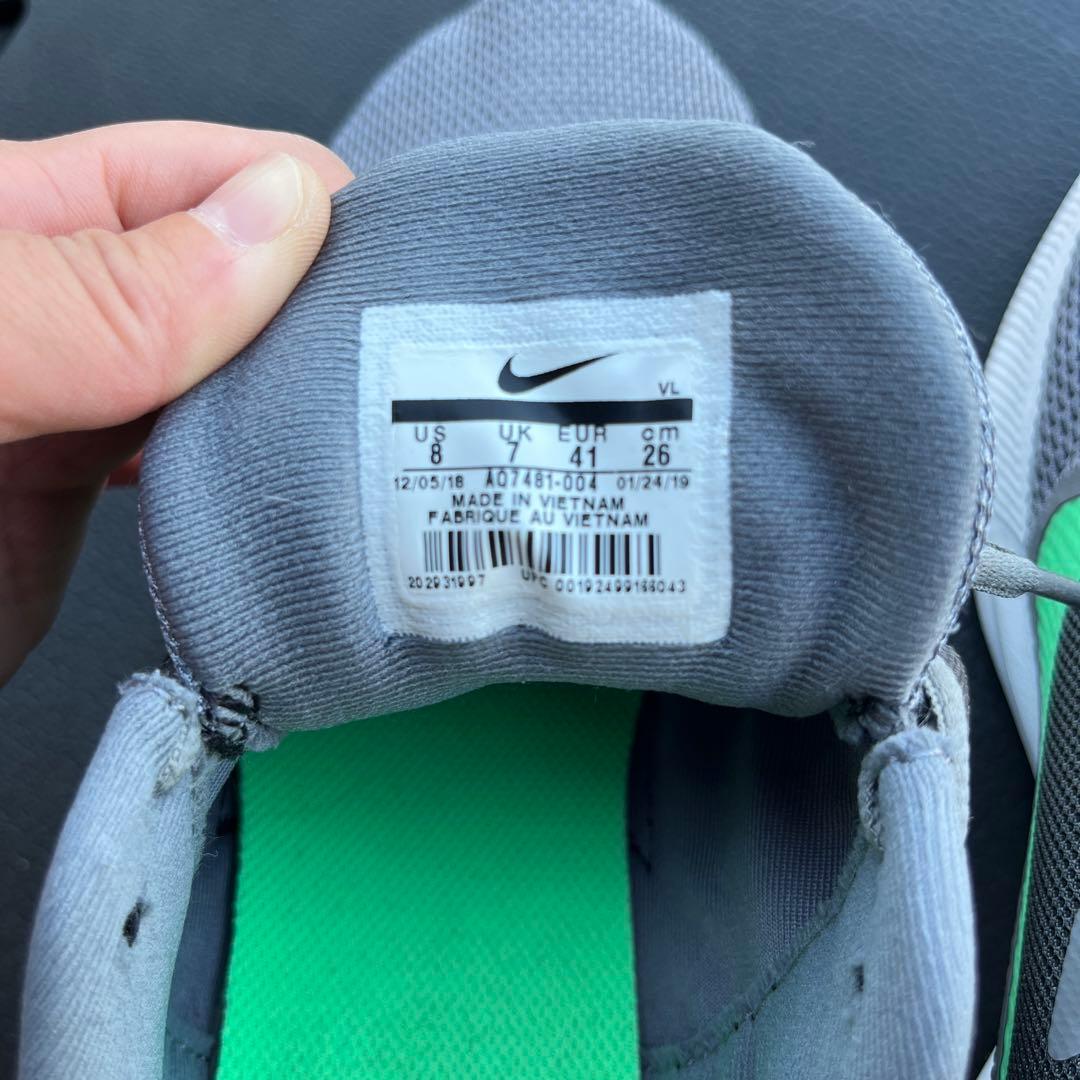 VL
US UK EUR cm
8 7 41 26
12/05/18 AQ7481-004 01/24/19
MADE IN VIETNAM
FABRIQUE AU VIETNAM
202931997 UPC 00192499166043